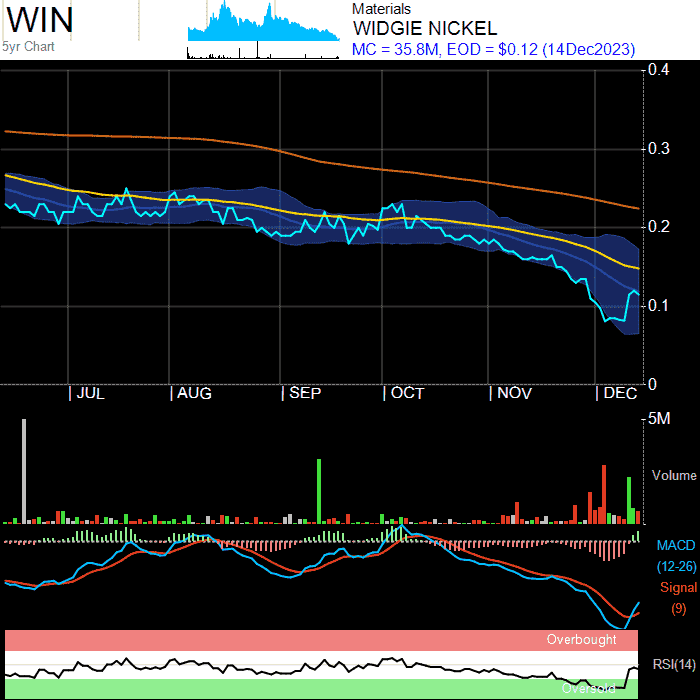 WIN
5yr Chart
Materials
WIDGIE NICKEL
MC = 35.8M, EOD = $0.12 (14Dec2023)
0.4
0.3
0.2
0.1
0
JUL AUG SEP OCT NOV DEC
5M
Volume
MACD
(12-26)
Signal
(9)
Overbought
RSI(14)
Oversold